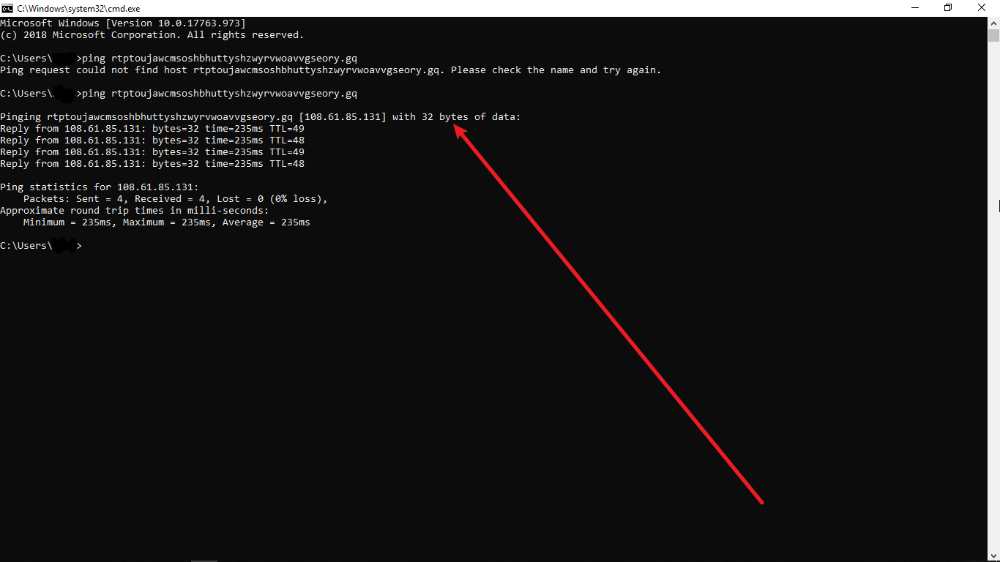 C:\Windows\system32\cmd.exe
Microsoft Windows [Version 10.0.17763.973]
(c) 2018 Microsoft Corporation. All rights reserved.
C:\Users\ >ping rtptoujawcmsoshbhuttyshzwyrvwoavvgseory.gq
Ping request could not find host rtptoujawcmsoshbhuttyshzwyrvwoavvgseory.gq. Please check the name and try again.
C:\Users\ >ping rtptoujawcmsoshbhuttyshzwyrvwoavvgseory.gq
Pinging rtptoujawcmsoshbhuttyshzwyrvwoavvgseory.gq [108.61.85.131] with 32 bytes of data:
Reply from 108.61.85.131: bytes=32 time=235ms TTL=49
Reply from 108.61.85.131: bytes=32 time=235ms TTL=48
Reply from 108.61.85.131: bytes=32 time=235ms TTL=49
Reply from 108.61.85.131: bytes=32 time=235ms TTL=48
Ping statistics for 108.61.85.131:
    Packets: Sent = 4, Received = 4, Lost = 0 (0% loss),
Approximate round trip times in milli-seconds:
    Minimum = 235ms, Maximum = 235ms, Average = 235ms
C:\Users\ >